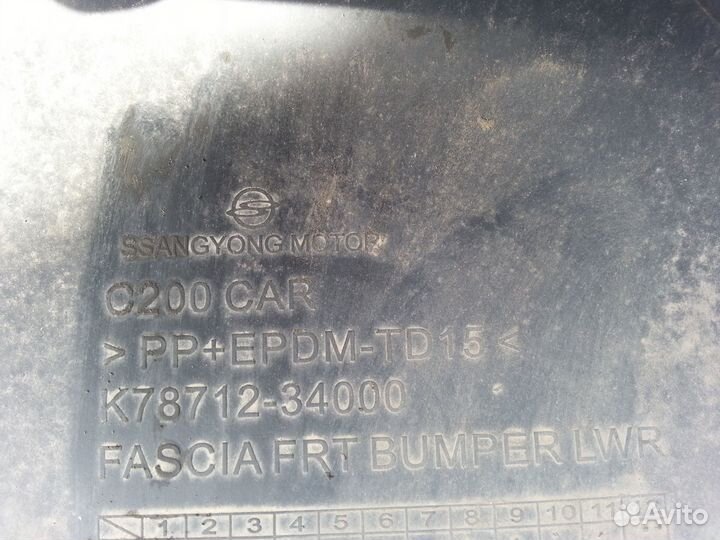 SSANGYONG MOTOR
C200 CAR
> PP+EPDM-TD15 <
K78712-34000
FASCIA FRT BUMPER LWR
1 2 3 4 5 6 7 8 9 10 11 12
Avito